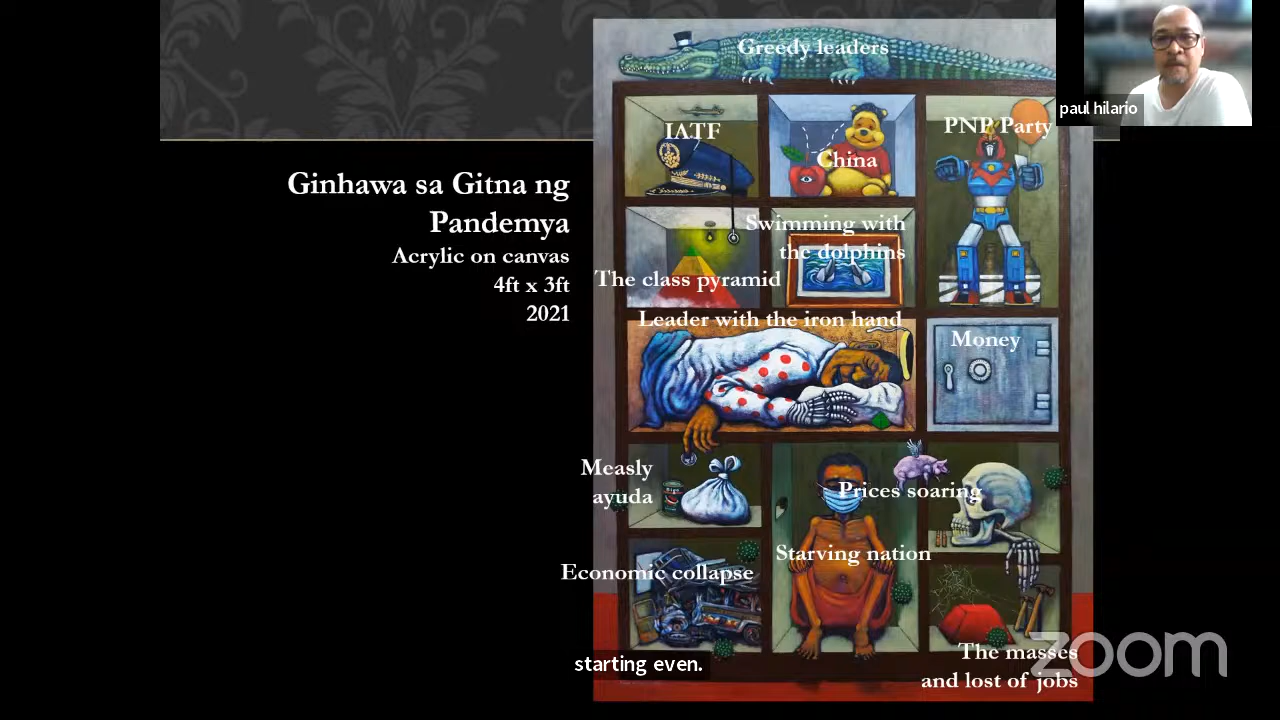 Greedy leaders
paul hilario
IATF
China
PNP Party
Ginhawa sa Gitna ng
Pandemya
Acrylic on canvas
4ft x 3ft
2021
Swimming with
the dolphins
The class pyramid
Leader with the iron hand
Money
Measly
ayuda
Prices soaring
Starving nation
Economic collapse
The masses
and lost of jobs
starting even.
zoom